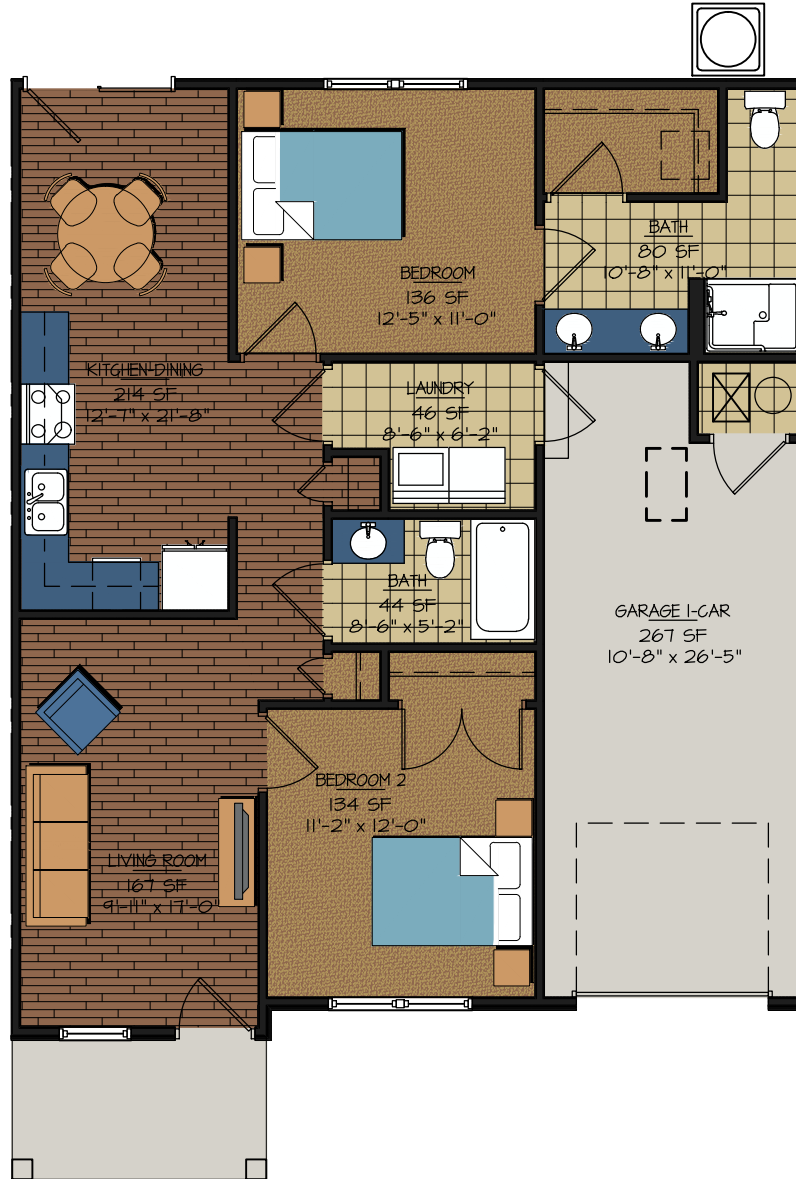 BATH
80 SF
10'-8" x 11'-0"
BEDROOM
136 SF
12'-5" x 11'-0"
KITCHEN-DINING
214 SF
12'-7" x 21'-8"
LAUNDRY
46 SF
8'-6" x 6'-2"
BATH
44 SF
8'-6" x 5'-2"
GARAGE 1-CAR
267 SF
10'-8" x 26'-5"
BEDROOM 2
134 SF
11'-2" x 12'-0"
LIVING ROOM
167 SF
9'-11" x 17'-0"